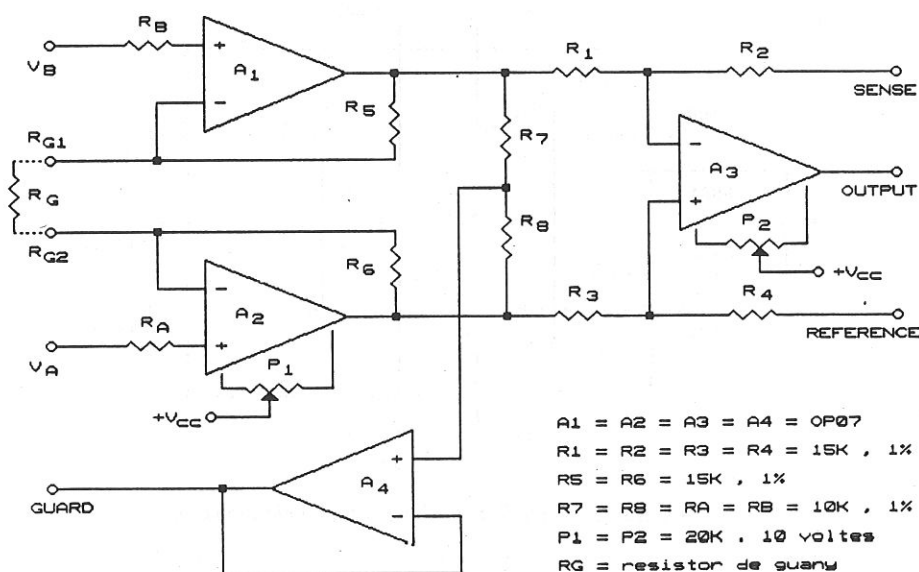 RB
VB
+
A1
-
R5
RG1
RG
RG2
R7
R8
R1
R2
SENSE
-
A3
+
OUTPUT
P2
+VCC
R6
-
A2
+
RA
VA
P1
+VCC
R3
R4
REFERENCE
+
A4
-
GUARD
A1 = A2 = A3 = A4 = OP07
R1 = R2 = R3 = R4 = 15K , 1%
R5 = R6 = 15K , 1%
R7 = R8 = RA = RB = 10K , 1%
P1 = P2 = 20K , 10 voltes
RG = resistor de guany